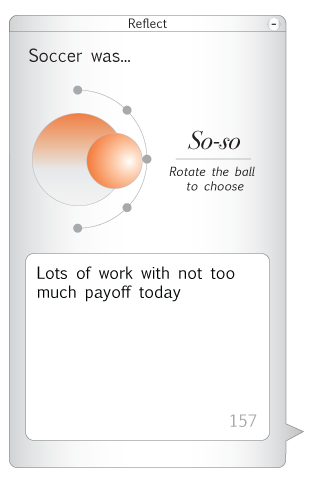 Reflect
-
Soccer was...
So-so
Rotate the ball
to choose
Lots of work with not too
much payoff today
157